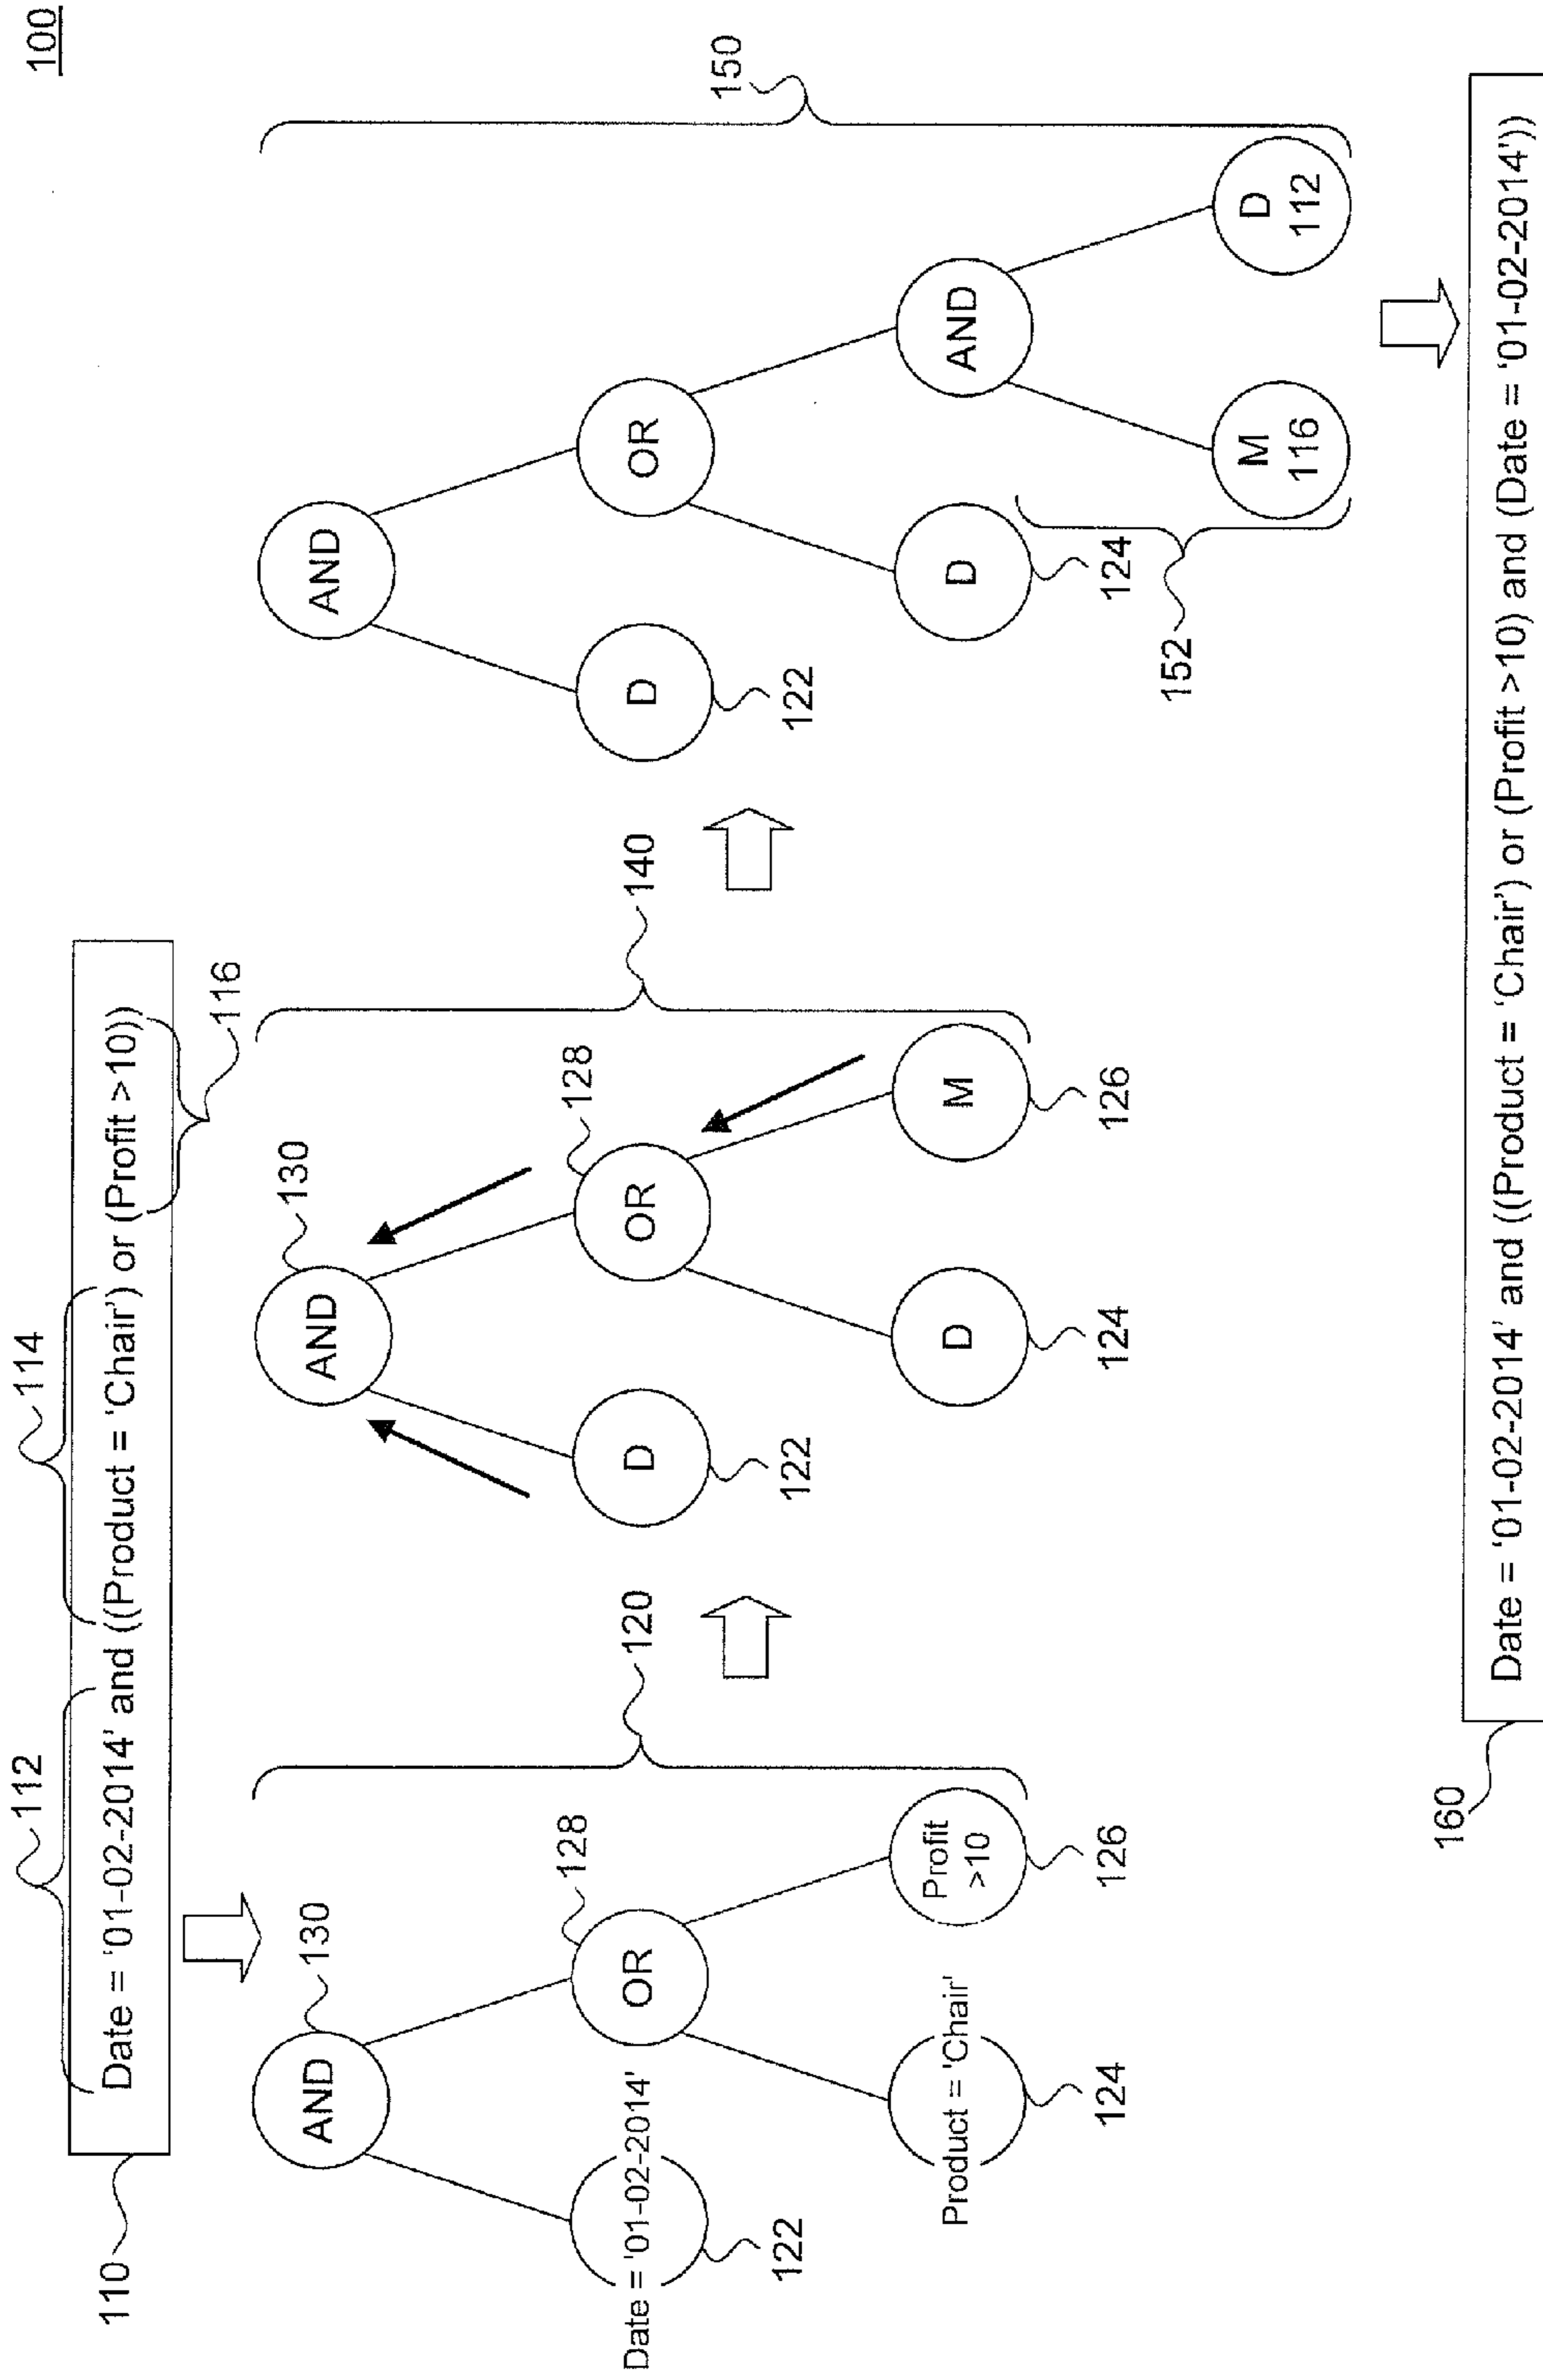 100
112
114
110
Date = '01-02-2014' and ((Product = 'Chair') or (Profit >10))
116
130
AND
128
OR
Date = '01-02-2014'
122
Product = 'Chair'
124
Profit
>10
126
120
130
AND
128
OR
D
122
D
124
M
126
140
AND
D
122
OR
D
124
AND
152
M
116
D
112
150
160
Date = '01-02-2014' and ((Product = 'Chair') or (Profit >10) and (Date = '01-02-2014'))